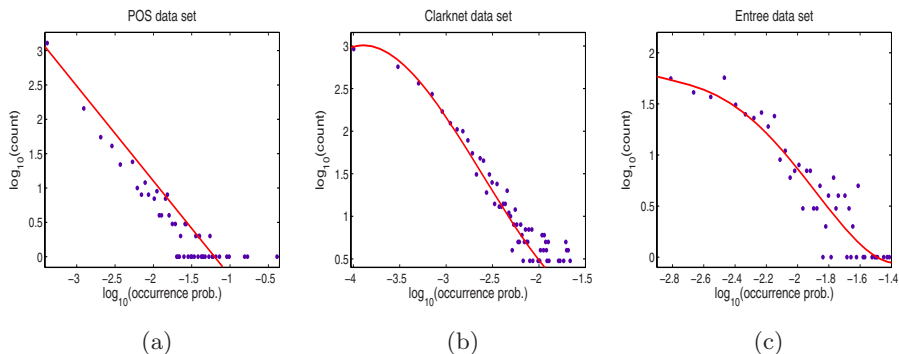 POS data set
log10(count)
3
2.5
2
1.5
1
0.5
0
−3 −2.5 −2 −1.5 −1 −0.5
log10(occurrence prob.)
(a)
Clarknet data set
log10(count)
3.5
3
2.5
2
1.5
1
0.5
−4 −3.5 −3 −2.5 −2 −1.5
log10(occurrence prob.)
(b)
Entree data set
log10(count)
2
1.5
1
0.5
0
−2.8 −2.6 −2.4 −2.2 −2 −1.8 −1.6 −1.4
log10(occurrence prob.)
(c)